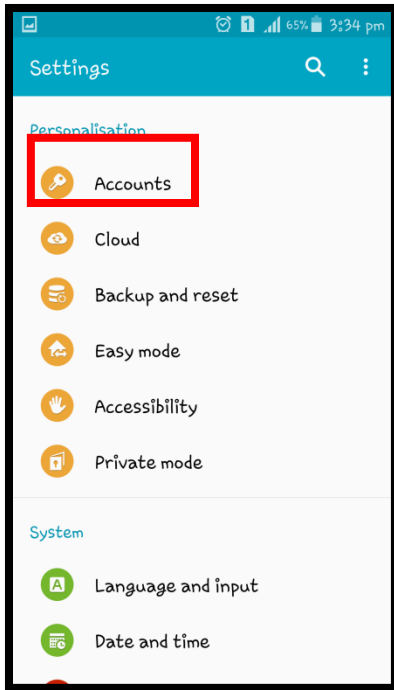 1 65% 3:34 pm
Settings
Personalisation
Accounts
Cloud
Backup and reset
Easy mode
Accessibility
Private mode
System
A Language and input
Date and time